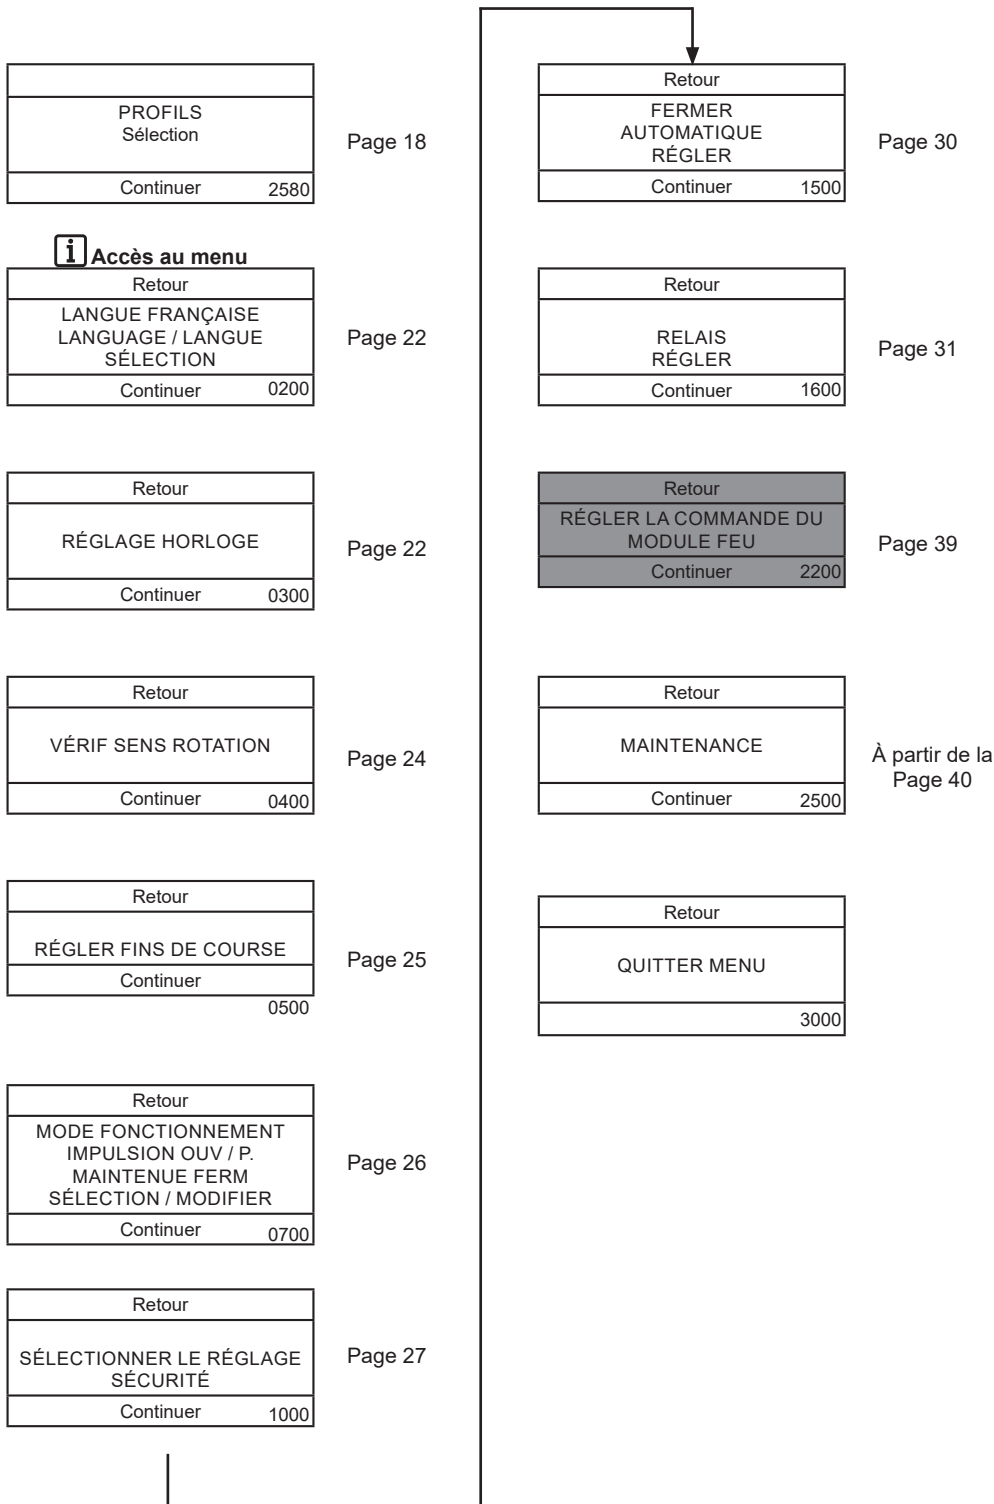 PROFILS
Sélection
Continuer 2580
Page 18
i Accès au menu
Retour
LANGUE FRANÇAISE
LANGUAGE / LANGUE
SÉLECTION
Continuer 0200
Page 22
Retour
RÉGLAGE HORLOGE
Continuer 0300
Page 22
Retour
VÉRIF SENS ROTATION
Continuer 0400
Page 24
Retour
RÉGLER FINS DE COURSE
Continuer
0500
Page 25
Retour
MODE FONCTIONNEMENT
IMPULSION OUV / P.
MAINTENUE FERM
SÉLECTION / MODIFIER
Continuer 0700
Page 26
Retour
SÉLECTIONNER LE RÉGLAGE
SÉCURITÉ
Continuer 1000
Page 27
Retour
FERMER
AUTOMATIQUE
RÉGLER
Continuer 1500
Page 30
Retour
RELAIS
RÉGLER
Continuer 1600
Page 31
Retour
RÉGLER LA COMMANDE DU
MODULE FEU
Continuer 2200
Page 39
Retour
MAINTENANCE
Continuer 2500
À partir de la
Page 40
Retour
QUITTER MENU
3000